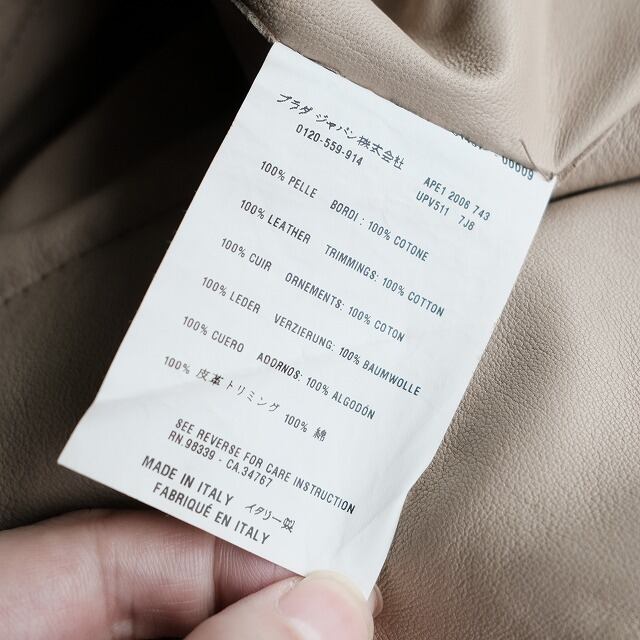 プラダ ジャパン株式会社
0120-559-914
00009
APE1 2006 743
UPV511 7J8
100% PELLE BORDI: 100% COTONE
100% LEATHER TRIMMINGS: 100% COTTON
100% CUIR ORNEMENTS: 100% COTON
100% LEDER VERZIERUNG: 100% BAUMWOLLE
100% CUERO ADORNOS: 100% ALGODÓN
100% 皮革トリミング 100% 綿
SEE REVERSE FOR CARE INSTRUCTION
RN 98339 - CA.34767
MADE IN ITALY イタリー製
FABRIQUÉ EN ITALY